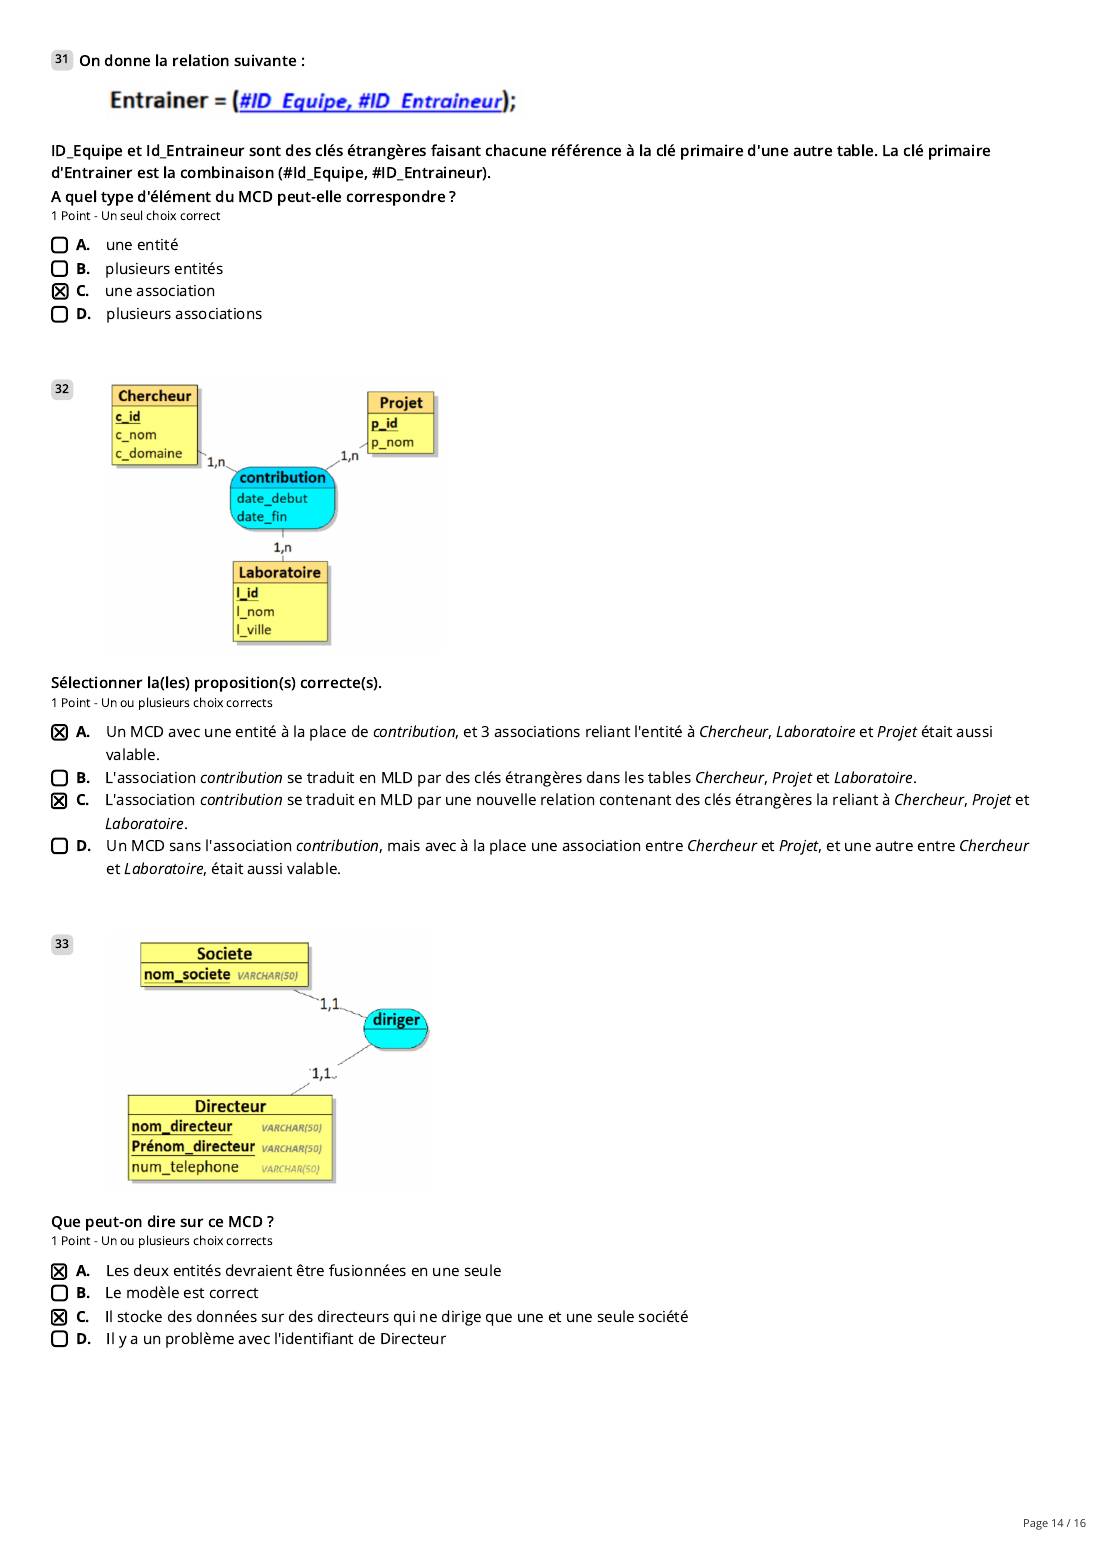 31 On donne la relation suivante :
Entrainer = (#ID_Equipe, #ID_Entraineur);
ID_Equipe et Id_Entraineur sont des clés étrangères faisant chacune référence à la clé primaire d'une autre table. La clé primaire
d'Entrainer est la combinaison (#Id_Equipe, #ID_Entraineur).
A quel type d'élément du MCD peut-elle correspondre ?
1 Point - Un seul choix correct
A. une entité
B. plusieurs entités
C. une association
D. plusieurs associations
32
Chercheur
c_id
c_nom
c_domaine
Projet
p_id
p_nom
1,n
1,n
contribution
date_debut
date_fin
1,n
Laboratoire
l_id
l_nom
l_ville
Sélectionner la(les) proposition(s) correcte(s).
1 Point - Un ou plusieurs choix corrects
A. Un MCD avec une entité à la place de contribution, et 3 associations reliant l'entité à Chercheur, Laboratoire et Projet était aussi
valable.
B. L'association contribution se traduit en MLD par des clés étrangères dans les tables Chercheur, Projet et Laboratoire.
C. L'association contribution se traduit en MLD par une nouvelle relation contenant des clés étrangères la reliant à Chercheur, Projet et
Laboratoire.
D. Un MCD sans l'association contribution, mais avec à la place une association entre Chercheur et Projet, et une autre entre Chercheur
et Laboratoire, était aussi valable.
33
Societe
nom_societe VARCHAR(50)
1,1
diriger
1,1
Directeur
nom_directeur VARCHAR(50)
Prénom_directeur VARCHAR(50)
num_telephone VARCHAR(50)
Que peut-on dire sur ce MCD ?
1 Point - Un ou plusieurs choix corrects
A. Les deux entités devraient être fusionnées en une seule
B. Le modèle est correct
C. Il stocke des données sur des directeurs qui ne dirige que une et une seule société
D. Il y a un problème avec l'identifiant de Directeur
Page 14 / 16